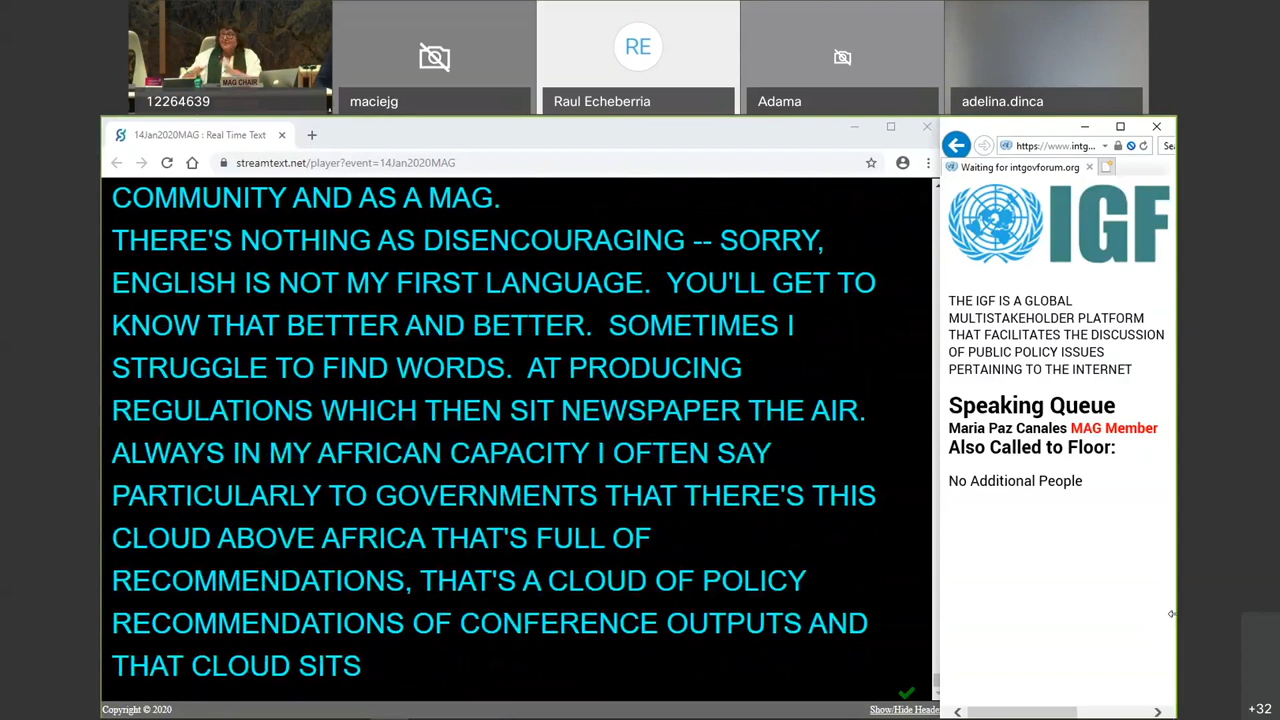 MAG CHAIR
12264639
maciejg
RE
Raul Echeberria
Adama
adelina.dinca
14Jan2020MAG : Real Time Text
streamtext.net/player?event=14Jan2020MAG
COMMUNITY AND AS A MAG.
THERE'S NOTHING AS DISENCOURAGING -- SORRY,
ENGLISH IS NOT MY FIRST LANGUAGE.  YOU'LL GET TO
KNOW THAT BETTER AND BETTER.  SOMETIMES I
STRUGGLE TO FIND WORDS.  AT PRODUCING
REGULATIONS WHICH THEN SIT NEWSPAPER THE AIR.
ALWAYS IN MY AFRICAN CAPACITY I OFTEN SAY
PARTICULARLY TO GOVERNMENTS THAT THERE'S THIS
CLOUD ABOVE AFRICA THAT'S FULL OF
RECOMMENDATIONS, THAT'S A CLOUD OF POLICY
RECOMMENDATIONS OF CONFERENCE OUTPUTS AND
THAT CLOUD SITS
Copyright © 2020
Show/Hide Heade
https://www.intg...
Sea
Waiting for intgovforum.org
IGF
THE IGF IS A GLOBAL
MULTISTAKEHOLDER PLATFORM
THAT FACILITATES THE DISCUSSION
OF PUBLIC POLICY ISSUES
PERTAINING TO THE INTERNET
Speaking Queue
Maria Paz Canales MAG Member
Also Called to Floor:
No Additional People
+32